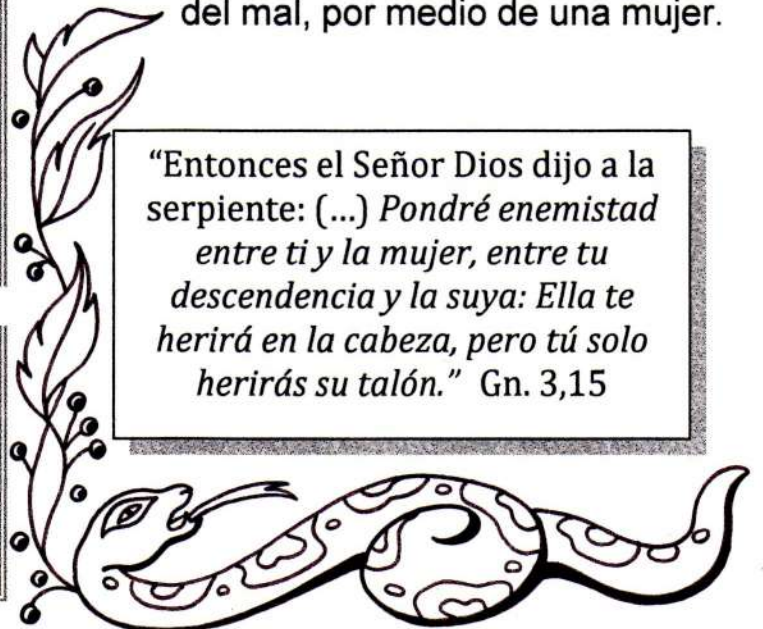 del mal, por medio de una mujer.
“Entonces el Señor Dios dijo a la
serpiente: (...) Pondré enemistad
entre ti y la mujer, entre tu
descendencia y la suya: Ella te
herirá en la cabeza, pero tú solo
herirás su talón.” Gn. 3,15